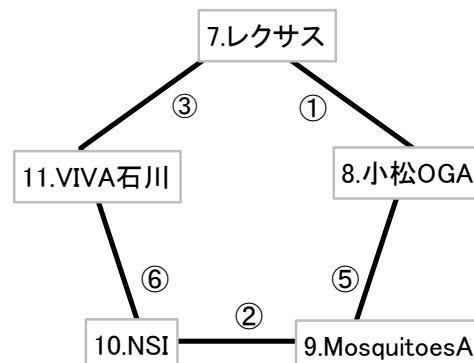 7.レクサス
③
①
11.VIVA石川
8.小松OGA
⑥
⑤
②
10.NSI
9.MosquitoesA